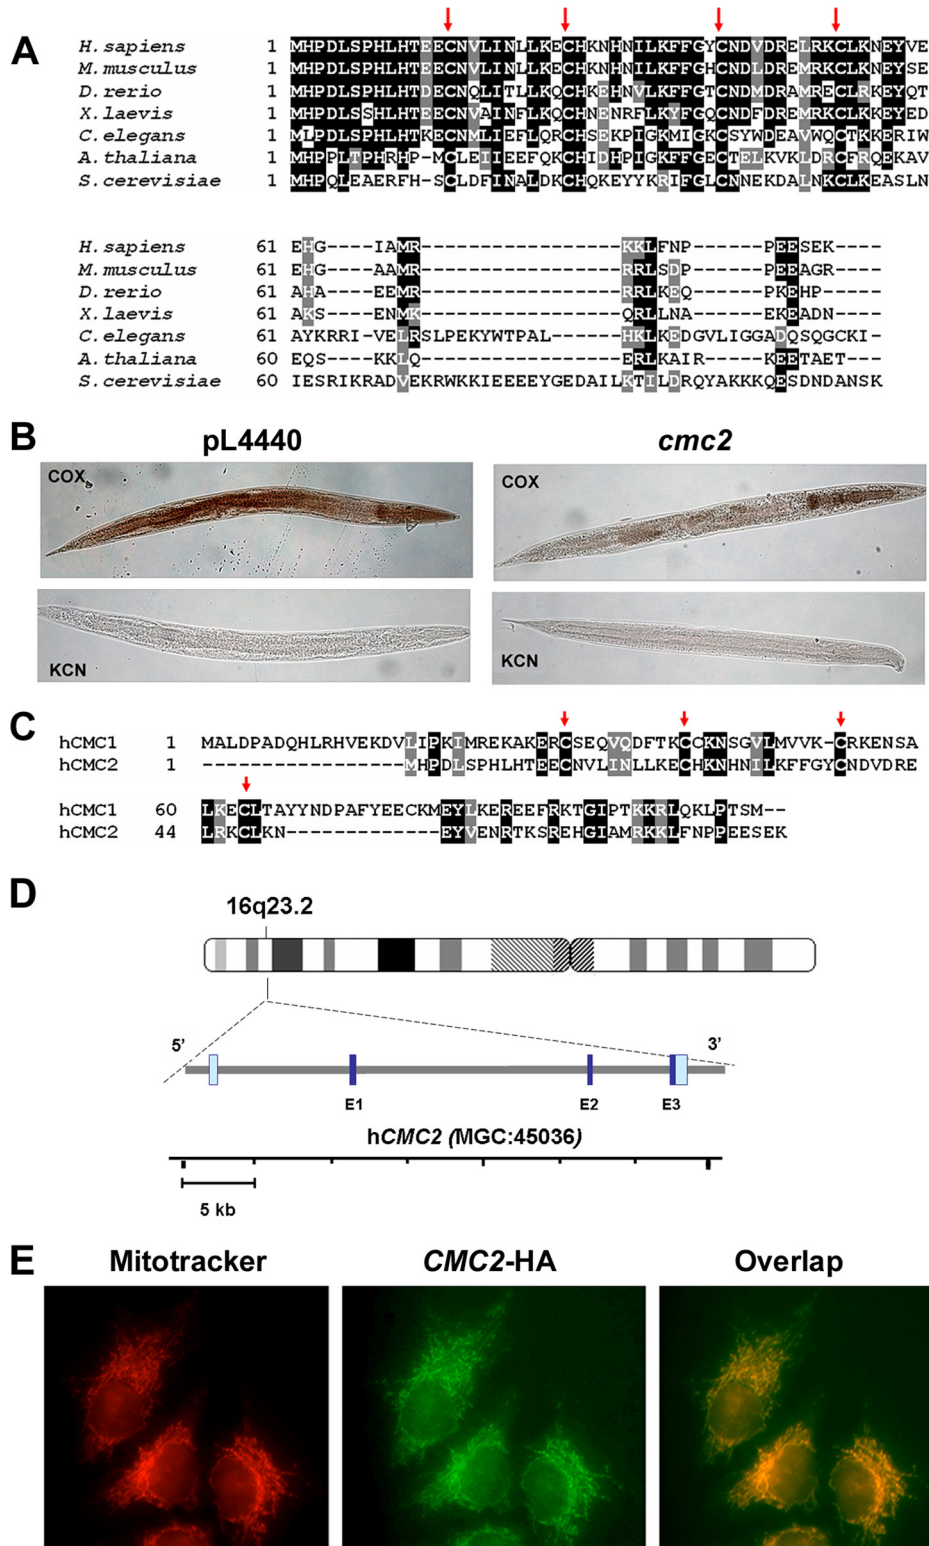 A
H.sapiens 1 MHPDLSPHLHTEECNVLINLLKECHKNHNILKFFGYCNDVDRELRKCLKNEYVE
M.musculus 1 MHPDLSPHLHTEECNVLINLLKECHKNHNILKFFGHCNDLDREMRKCLKNEYSE
D.rerio 1 MHPDLSPHLHTDECNQLITLLKQCHKEHNVLKFFGTCNDMDRAMRECLRKEYQT
X.laevis 1 MHPDLSSHLHTEECNVAINFLKQCHNENRFLKYFGQCNDFDREMRKCLKKEYED
C.elegans 1 MLPDLSPHLHTKECNMLIEFLQRCHSEKPIGKMIGKCSYWDEAVWQCTKKERIW
A.thaliana 1 MHPPLTPHRHP-MCLEIIEEFQKCHIDHPIGKFFGECTELKVKLDRCFRQEKAV
S.cerevisiae 1 MHPQLEAERFH-SCLDFINALDKCHQKEYYKRIFGLCNNEKDALNKCLKEASLN
H.sapiens 61 EHG----IAMR-----------------KKLFNP------PEESEK----
M.musculus 61 EHG----AAMR-----------------RRLSDP------PEEAGR----
D.rerio 61 AHA----EEMR-----------------RRLKEQ------PKEHP-----
X.laevis 61 AKS----ENMK-----------------QRLLNA------EKEADN----
C.elegans 61 AYKRRI-VELRSLPEKYWTPAL------HKLKEDGVLIGGADQSQGCKI-
A.thaliana 60 EQS----KKLQ-----------------ERLKAIR-----KEETAET---
S.cerevisiae 60 IESRIKRADVEKRWKKIEEEEYGEDAILKTILDRQYAKKKQESDNDANSK
B
pL4440 cmc2
COX COX
KCN KCN
C
hCMC1 1 MALDPADQHLRHVEKDVLIPKIMREKAKERCSEQVQDFTKCCKNSGVLMVVK-CRKENSA
hCMC2 1 -----------------MHPDLSPHLHTEECNVLINLLKECHKNHNILKFFGYCNDVDRE
hCMC1 60 LKECLTAYYNDPAFYEECKMEYLKEREEFRKTGIPTKKRLQKLPTSM--
hCMC2 44 LRKCLKN-------------EYVENRTKSREHGIAMRKKLFNPPEESEK
D
16q23.2
5’ 3’
E1 E2 E3
hCMC2 (MGC:45036)
5 kb
E
Mitotracker CMC2-HA Overlap